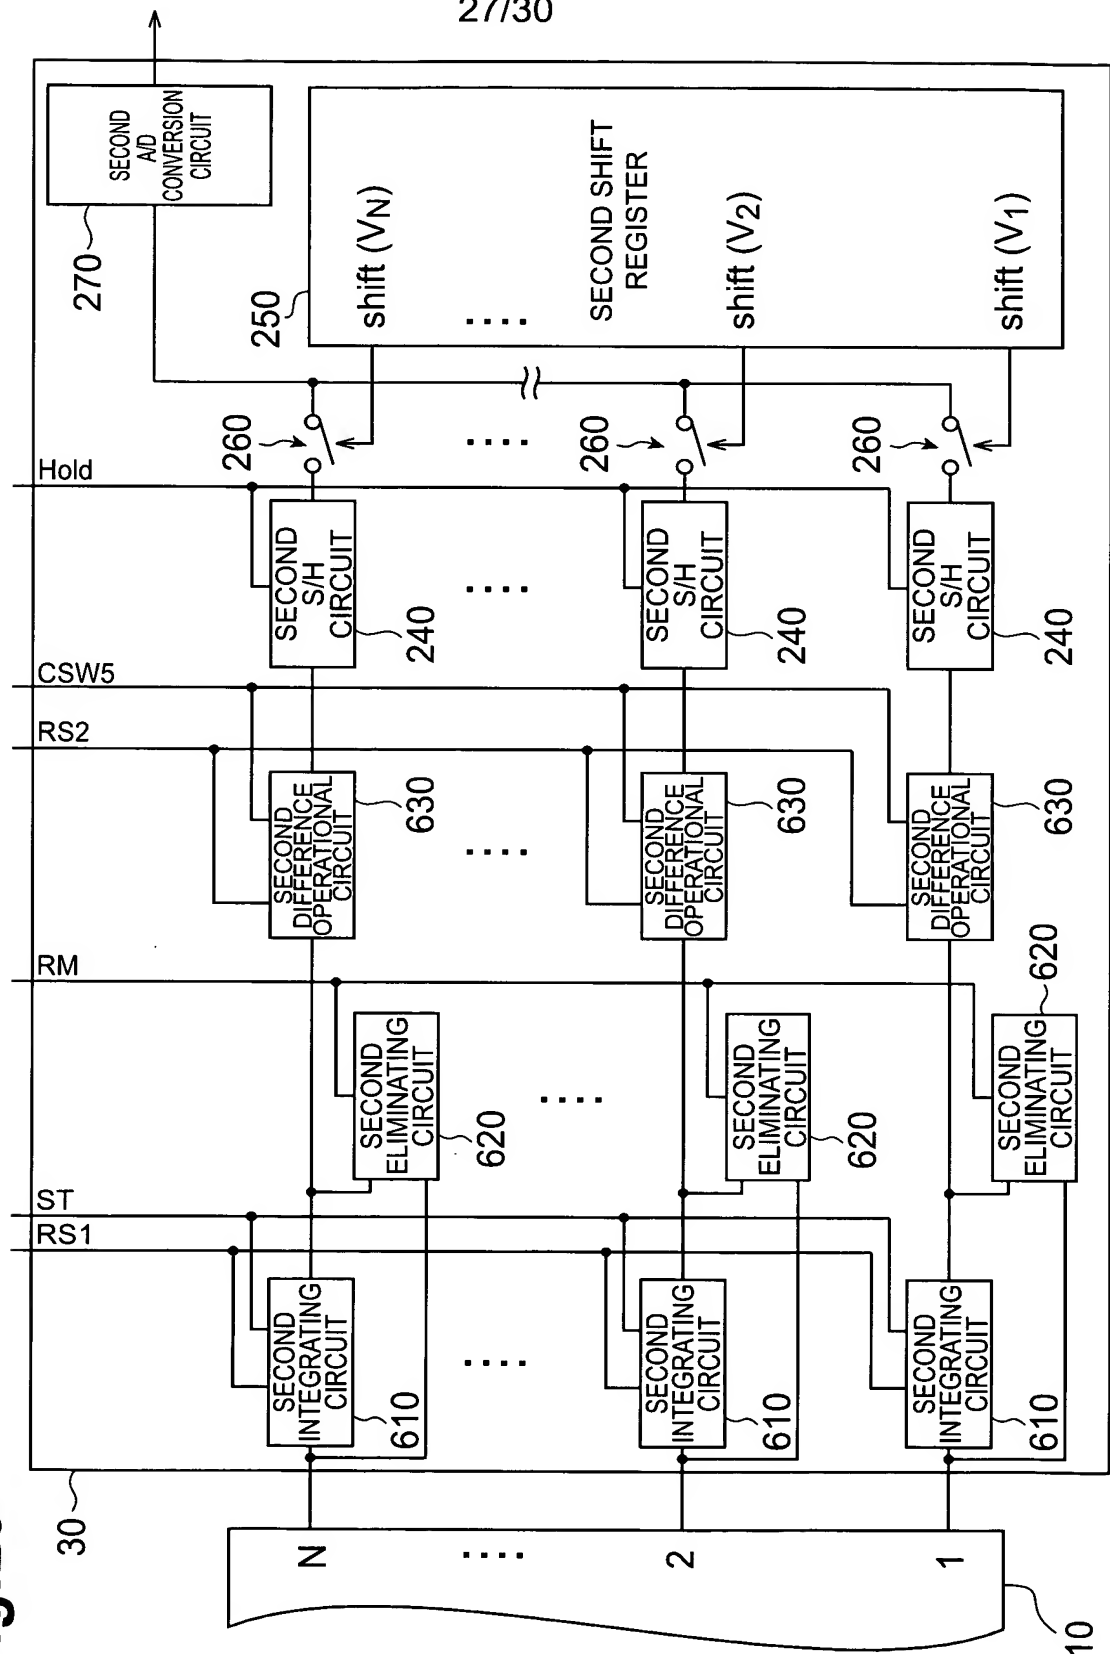 27/30
SECOND
A/D
CONVERSION
CIRCUIT
270
SECOND SHIFT
REGISTER
250
shift (VN)
....
shift (V2)
shift (V1)
260
....
260
260
Hold
SECOND
S/H
CIRCUIT
240
....
SECOND
S/H
CIRCUIT
240
SECOND
S/H
CIRCUIT
240
CSW5
RS2
SECOND
DIFFERENCE
OPERATIONAL
CIRCUIT
630
....
SECOND
DIFFERENCE
OPERATIONAL
CIRCUIT
630
SECOND
DIFFERENCE
OPERATIONAL
CIRCUIT
630
RM
SECOND
ELIMINATING
CIRCUIT
620
....
SECOND
ELIMINATING
CIRCUIT
620
SECOND
ELIMINATING
CIRCUIT
620
ST
RS1
SECOND
INTEGRATING
CIRCUIT
610
....
SECOND
INTEGRATING
CIRCUIT
610
SECOND
INTEGRATING
CIRCUIT
610
30
N
....
2
1
10